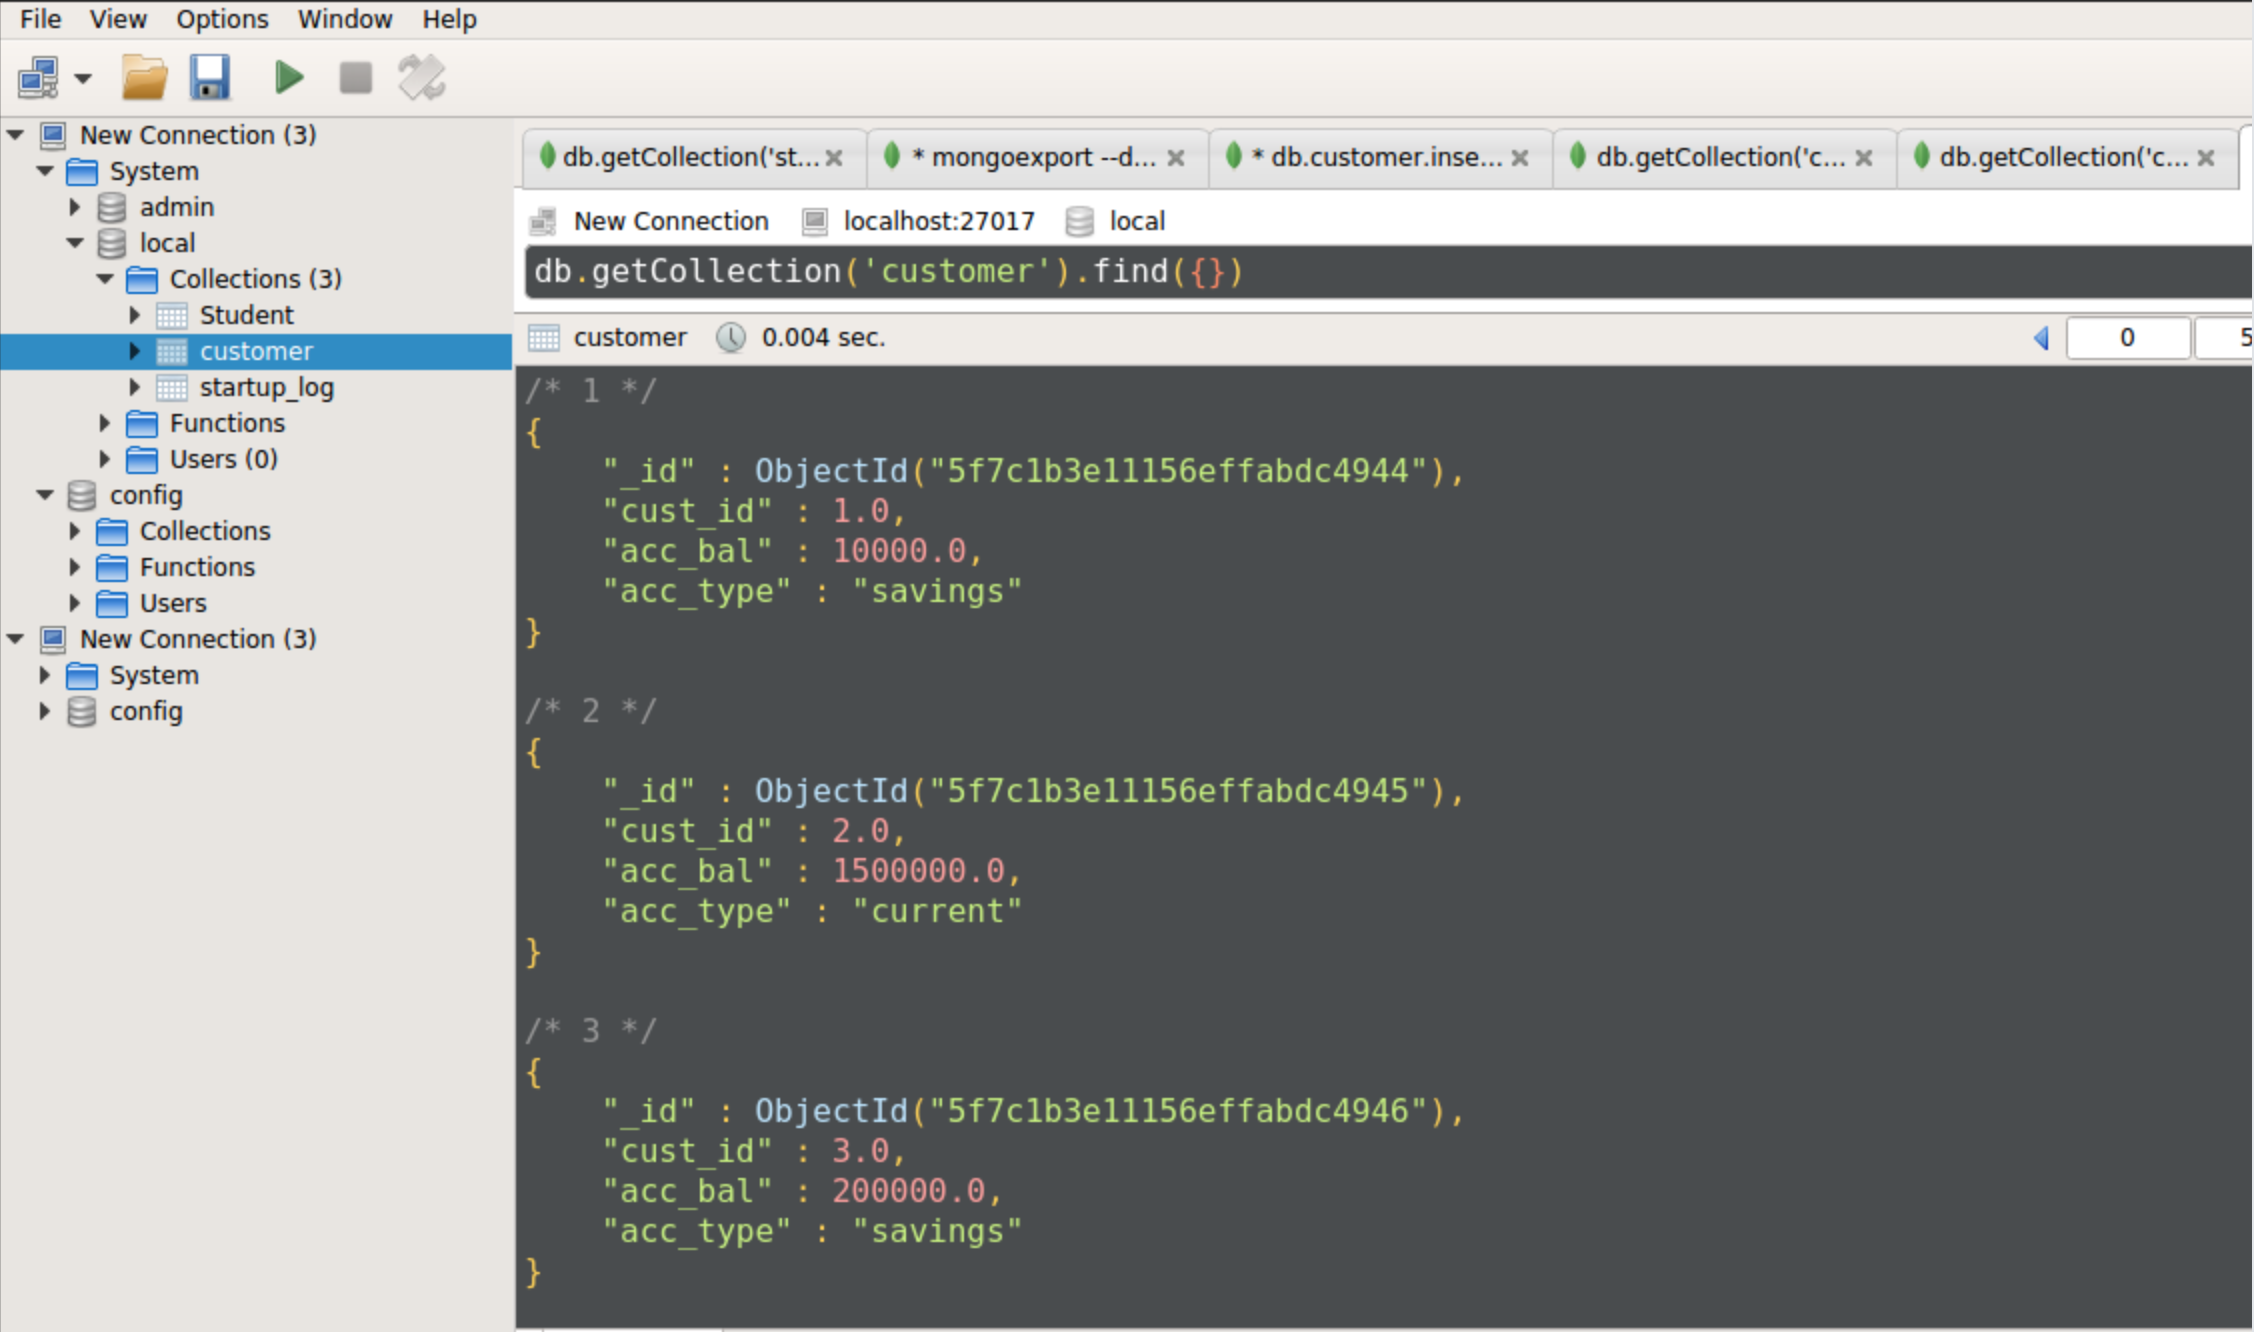 File View Options Window Help
New Connection (3)
System
admin
local
Collections (3)
Student
customer
startup_log
Functions
Users (0)
config
Collections
Functions
Users
New Connection (3)
System
config
db.getCollection('st... * mongoexport --d... * db.customer.inse... db.getCollection('c... db.getCollection('c...
New Connection localhost:27017 local
db.getCollection('customer').find({})
customer 0.004 sec. 0 5
/* 1 */
{
"_id" : ObjectId("5f7c1b3e11156effabdc4944"),
"cust_id" : 1.0,
"acc_bal" : 10000.0,
"acc_type" : "savings"
}
/* 2 */
{
"_id" : ObjectId("5f7c1b3e11156effabdc4945"),
"cust_id" : 2.0,
"acc_bal" : 1500000.0,
"acc_type" : "current"
}
/* 3 */
{
"_id" : ObjectId("5f7c1b3e11156effabdc4946"),
"cust_id" : 3.0,
"acc_bal" : 200000.0,
"acc_type" : "savings"
}